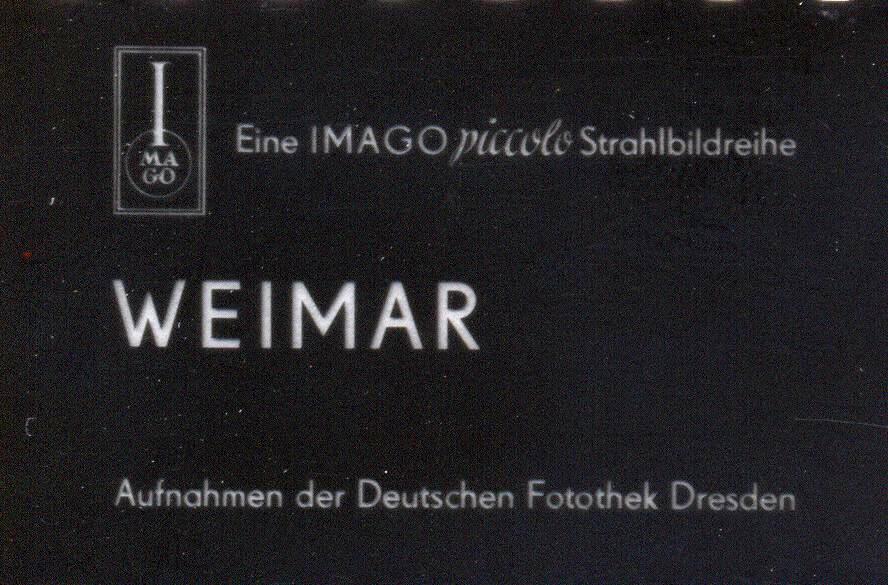 I
MA
GO
Eine IMAGO piccolo Strahlbildreihe
WEIMAR
Aufnahmen der Deutschen Fotothek Dresden